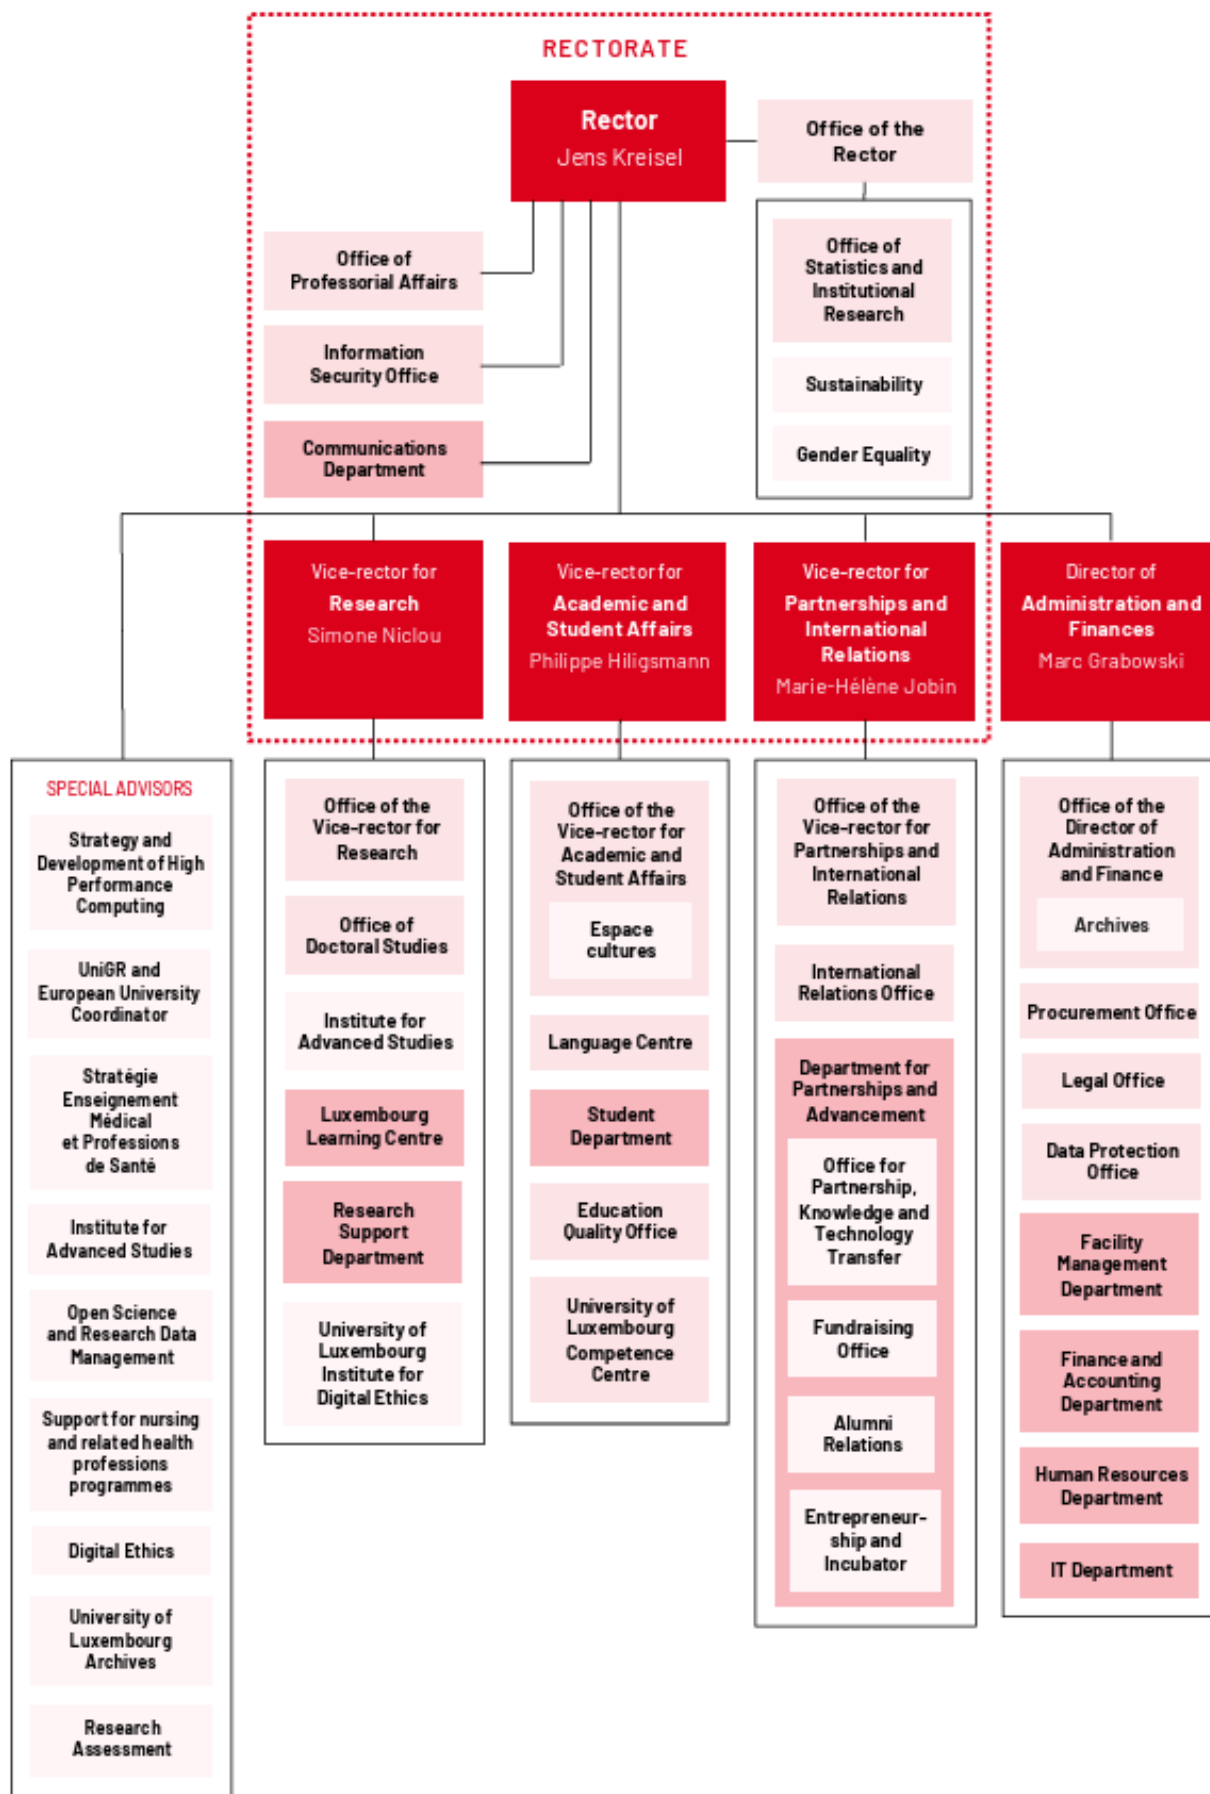 RECTORATE
Rector
Jens Kreisel
Office of the
Rector
Office of
Professorial Affairs
Information
Security Office
Communications
Department
Office of
Statistics and
Institutional
Research
Sustainability
Gender Equality
Vice-rector for
Research
Simone Niclou
Vice-rector for
Academic and
Student Affairs
Philippe Hiligsmann
Vice-rector for
Partnerships and
International
Relations
Marie-Hélène Jobin
Director of
Administration and
Finances
Marc Grabowski
SPECIAL ADVISORS
Strategy and
Development of High
Performance
Computing
UniGR and
European University
Coordinator
Stratégie
Enseignement
Médical
et Professions
de Santé
Institute for
Advanced Studies
Open Science
and Research Data
Management
Support for nursing
and related health
professions
programmes
Digital Ethics
University of
Luxembourg
Archives
Research
Assessment
Office of the
Vice-rector for
Research
Office of
Doctoral Studies
Institute for
Advanced Studies
Luxembourg
Learning Centre
Research
Support
Department
University of
Luxembourg
Institute for
Digital Ethics
Office of the
Vice-rector for
Academic and
Student Affairs
Espace
cultures
Language Centre
Student
Department
Education
Quality Office
University of
Luxembourg
Competence
Centre
Office of the
Vice-rector for
Partnerships and
International
Relations
International
Relations Office
Department for
Partnerships and
Advancement
Office for
Partnership,
Knowledge and
Technology
Transfer
Fundraising
Office
Alumni
Relations
Entrepreneur-
ship and
Incubator
Office of the
Director of
Administration
and Finance
Archives
Procurement Office
Legal Office
Data Protection
Office
Facility
Management
Department
Finance and
Accounting
Department
Human Resources
Department
IT Department